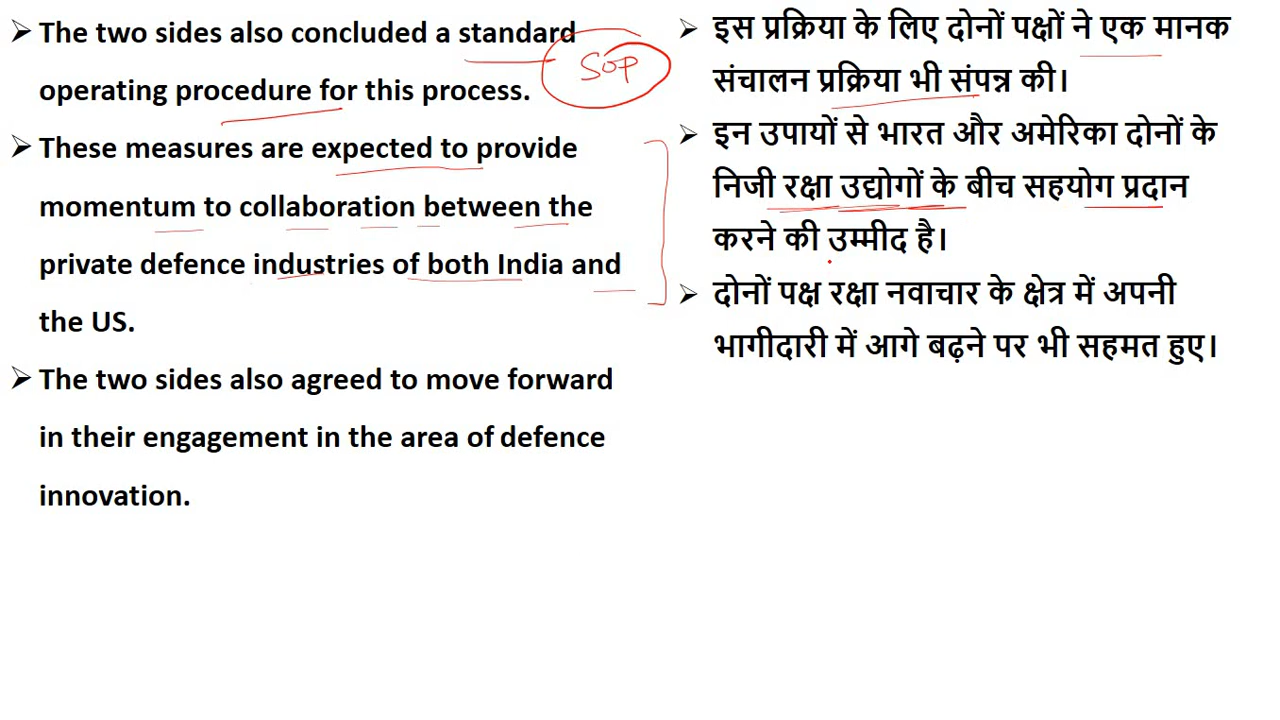 The two sides also concluded a standard
operating procedure for this process.
SOP
These measures are expected to provide
momentum to collaboration between the
private defence industries of both India and
the US.
The two sides also agreed to move forward
in their engagement in the area of defence
innovation.
इस प्रक्रिया के लिए दोनों पक्षों ने एक मानक
संचालन प्रक्रिया भी संपन्न की।
इन उपायों से भारत और अमेरिका दोनों के
निजी रक्षा उद्योगों के बीच सहयोग प्रदान
करने की उम्मीद है।
दोनों पक्ष रक्षा नवाचार के क्षेत्र में अपनी
भागीदारी में आगे बढ़ने पर भी सहमत हुए।